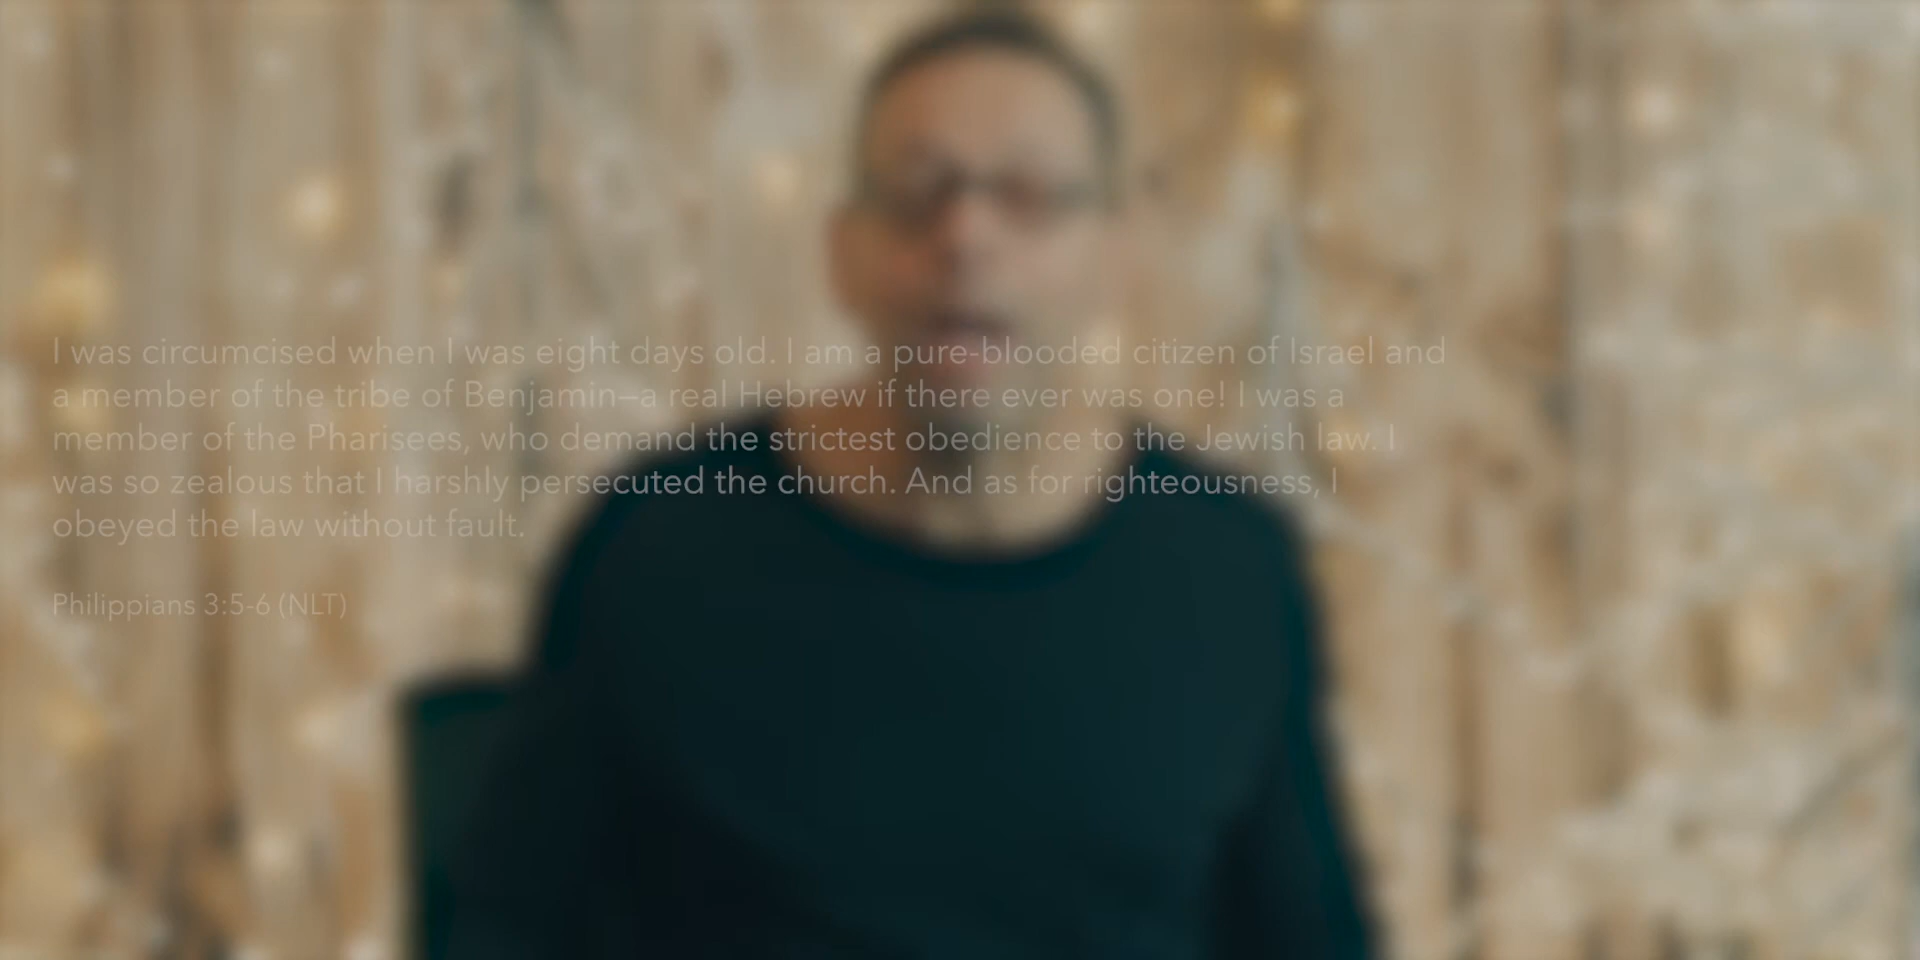 I was circumcised when I was eight days old. I am a pure-blooded citizen of Israel and
a member of the tribe of Benjamin—a real Hebrew if there ever was one! I was a
member of the Pharisees, who demand the strictest obedience to the Jewish law. I
was so zealous that I harshly persecuted the church. And as for righteousness, I
obeyed the law without fault.
Philippians 3:5-6 (NLT)